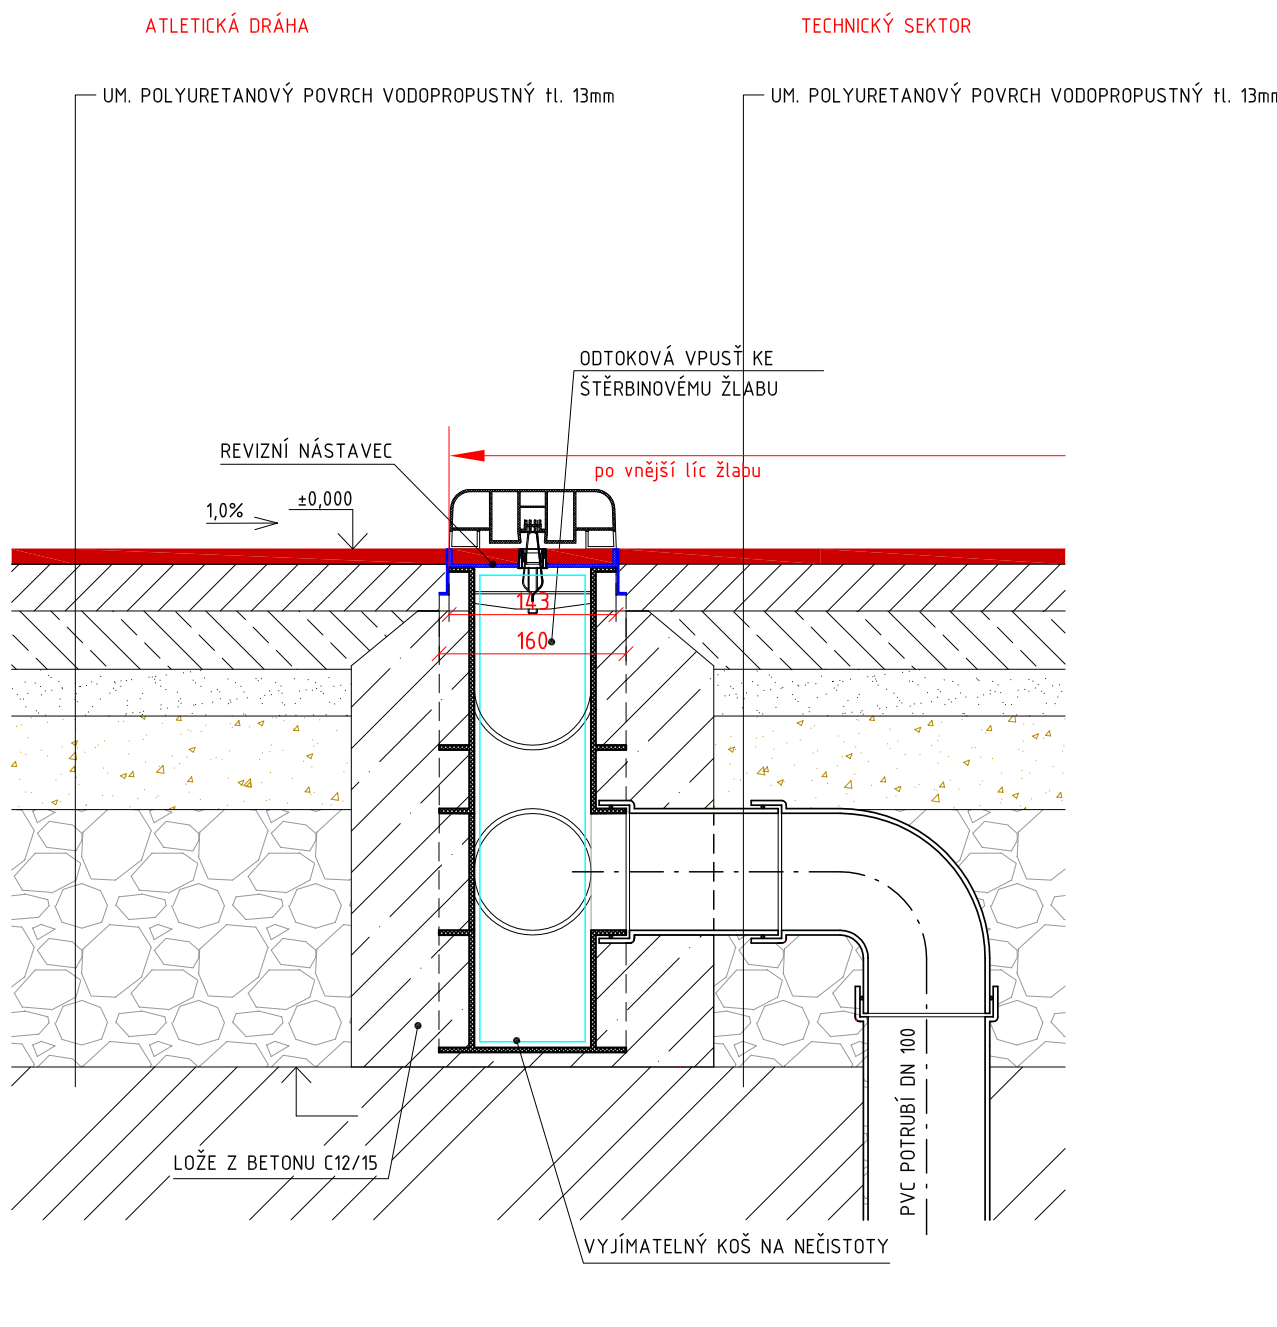 ATLETICKÁ DRÁHA
TECHNICKÝ SEKTOR
UM. POLYURETANOVÝ POVRCH VODOPROPUSTNÝ tl. 13mm
UM. POLYURETANOVÝ POVRCH VODOPROPUSTNÝ tl. 13mm
ODTOKOVÁ VPUSŤ KE
ŠTĚRBINOVÉMU ŽLABU
REVIZNÍ NÁSTAVEC
po vnější líc žlabu
±0,000
1,0%
143
160
PVC POTRUBÍ DN 100
LOŽE Z BETONU C12/15
VYJÍMATELNÝ KOŠ NA NEČISTOTY